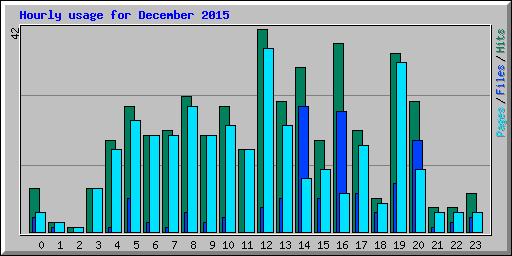 Hourly usage for December 2015
42
Pages/Files/Hits
0 1 2 3 4 5 6 7 8 9 10 11 12 13 14 15 16 17 18 19 20 21 22 23